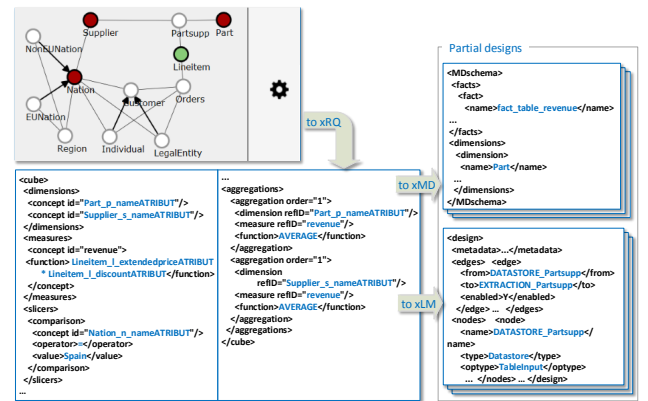 Supplier
Partsupp
Part
NonEUNation
Lineitem
Nation
Customer
Orders
EUNation
Region
Individual
LegalEntity
to xRQ
<cube>
<dimensions>
<concept id="Part_p_nameATRIBUT"/>
<concept id="Supplier_s_nameATRIBUT"/>
</dimensions>
<measures>
<concept id="revenue">
<function> Lineitem_l_extendedpriceATRIBUT
* Lineitem_l_discountATRIBUT</function>
</concept>
</measures>
<slicers>
<comparison>
<concept id="Nation_n_nameATRIBUT"/>
<operator>=</operator>
<value>Spain</value>
</comparison>
</slicers>
...
...
<aggregations>
<aggregation order="1">
<dimension refID="Part_p_nameATRIBUT"/>
<measure refID="revenue"/>
<function>AVERAGE</function>
</aggregation>
<aggregation order="1">
<dimension
refID="Supplier_s_nameATRIBUT"/>
<measure refID="revenue"/>
<function>AVERAGE</function>
</aggregation>
</aggregations>
</cube>
to xMD
to xLM
Partial designs
<MDschema>
<facts>
<fact>
<name>fact_table_revenue</name>
...
</facts>
<dimensions>
<dimension>
<name>Part</name>
...
</dimensions>
</MDschema>
<design>
<metadata>...</metadata>
<edges> <edge>
<from>DATASTORE_Partsupp</from>
<to>EXTRACTION_Partsupp</to>
<enabled>Y</enabled>
</edge> ... </edges>
<nodes> <node>
<name>DATASTORE_Partsupp</
name>
<type>Datastore</type>
<optype>TableInput</optype>
... </nodes> ... </design>